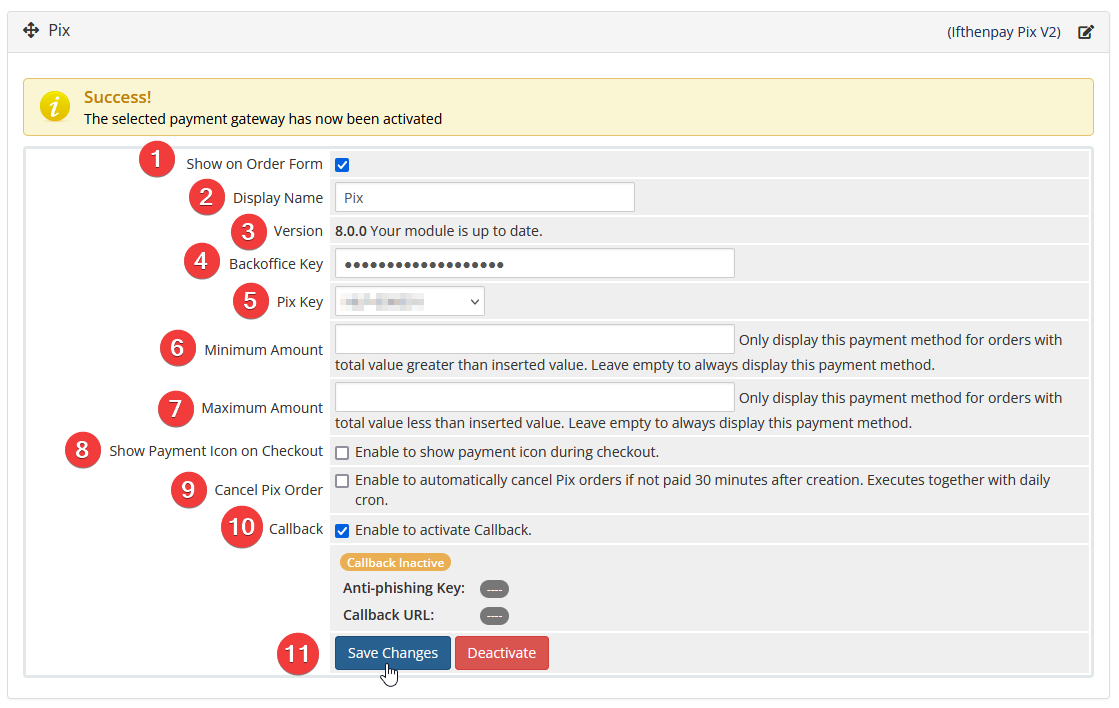 Pix (Ifthenpay Pix V2)
Success!
The selected payment gateway has now been activated
1 Show on Order Form
2 Display Name Pix
3 Version 8.0.0 Your module is up to date.
4 Backoffice Key ●●●●●●●●●●●●●●●●●●●
5 Pix Key
6 Minimum Amount Only display this payment method for orders with
total value greater than inserted value. Leave empty to always display this payment method.
7 Maximum Amount Only display this payment method for orders with
total value less than inserted value. Leave empty to always display this payment method.
8 Show Payment Icon on Checkout Enable to show payment icon during checkout.
9 Cancel Pix Order Enable to automatically cancel Pix orders if not paid 30 minutes after creation. Executes together with daily
cron.
10 Callback Enable to activate Callback.
Callback Inactive
Anti-phishing Key: ----
Callback URL: ----
11 Save Changes Deactivate